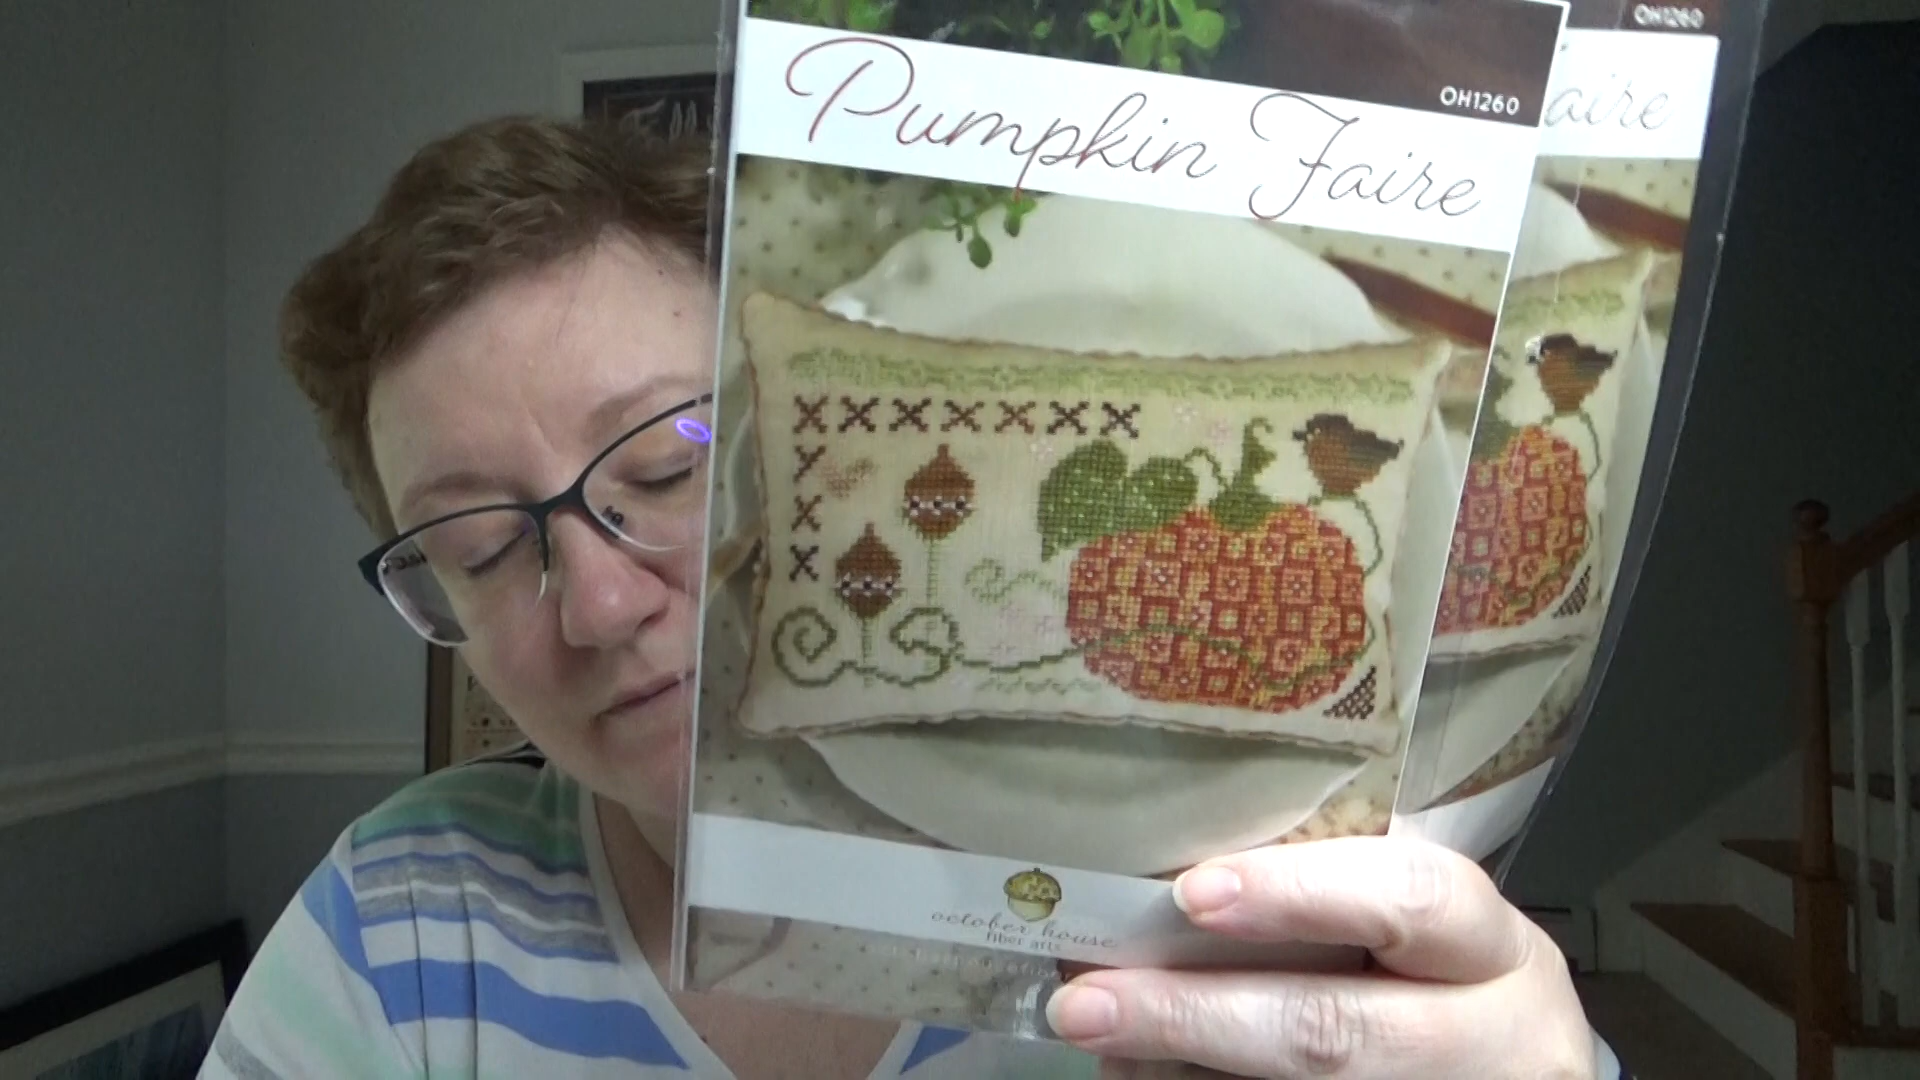 OH1260
OH1260
Pumpkin Faire
aire
october house
fiber arts